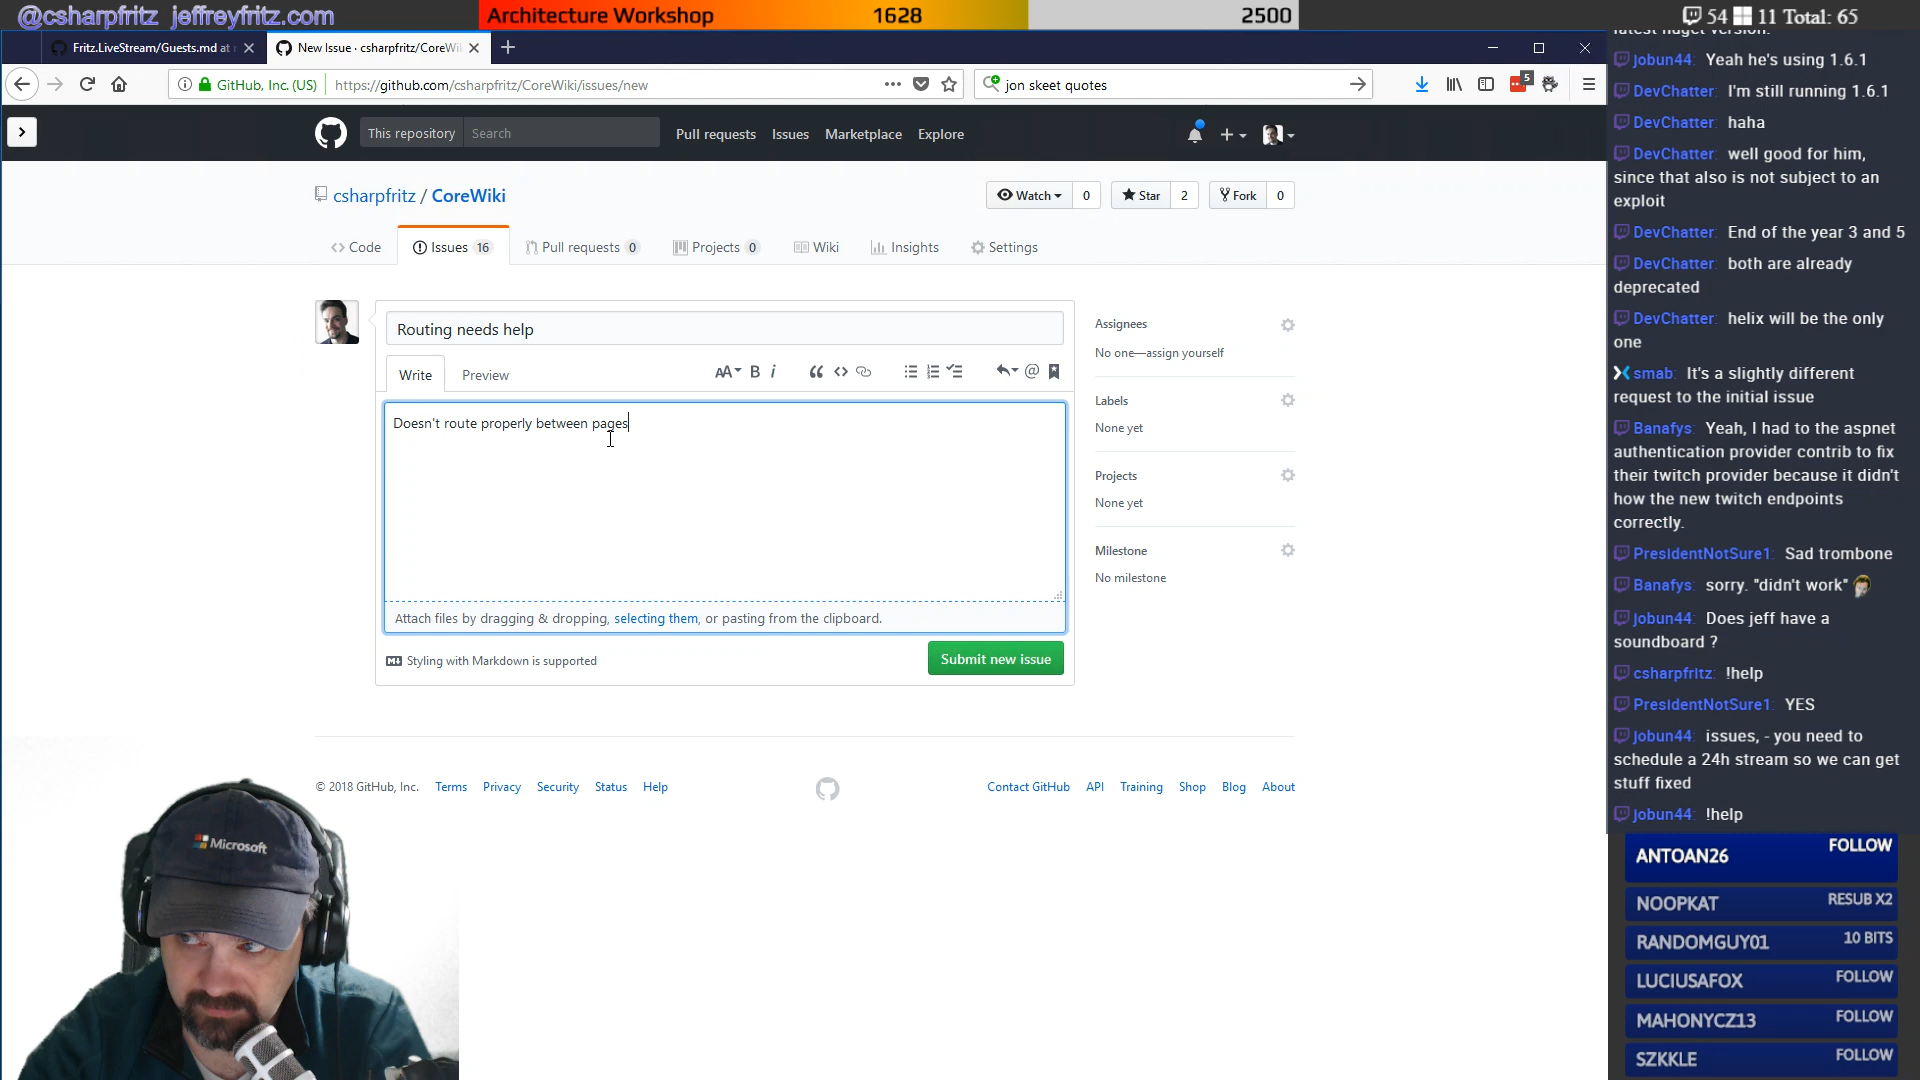 @csharpfritz jeffreyfritz.com
Architecture Workshop 1628 2500
54 11 Total: 65
Fritz.LiveStream/Guests.md at
New Issue · csharpfritz/CoreWi
GitHub, Inc. (US) https://github.com/csharpfritz/CoreWiki/issues/new
jon skeet quotes
5
This repository Search
Pull requests Issues Marketplace Explore
csharpfritz / CoreWiki
Watch 0 Star 2 Fork 0
Code Issues 16 Pull requests 0 Projects 0 Wiki Insights Settings
Routing needs help
Write Preview
Doesn't route properly between pages
Attach files by dragging & dropping, selecting them, or pasting from the clipboard.
Styling with Markdown is supported
Submit new issue
Assignees
No one—assign yourself
Labels
None yet
Projects
None yet
Milestone
No milestone
© 2018 GitHub, Inc. Terms Privacy Security Status Help
Contact GitHub API Training Shop Blog About
Microsoft
latest nuget version.
jobun44: Yeah he's using 1.6.1
DevChatter: I'm still running 1.6.1
DevChatter: haha
DevChatter: well good for him,
since that also is not subject to an
exploit
DevChatter: End of the year 3 and 5
DevChatter: both are already
deprecated
DevChatter: helix will be the only
one
smab: It's a slightly different
request to the initial issue
Banafys: Yeah, I had to the aspnet
authentication provider contrib to fix
their twitch provider because it didn't
how the new twitch endpoints
correctly.
PresidentNotSure1: Sad trombone
Banafys: sorry. "didn't work"
jobun44: Does jeff have a
soundboard ?
csharpfritz: !help
PresidentNotSure1: YES
jobun44: issues, - you need to
schedule a 24h stream so we can get
stuff fixed
jobun44: !help
ANTOAN26 FOLLOW
NOOPKAT RESUB X2
RANDOMGUY01 10 BITS
LUCIUSAFOX FOLLOW
MAHONYCZ13 FOLLOW
SZKKLE FOLLOW